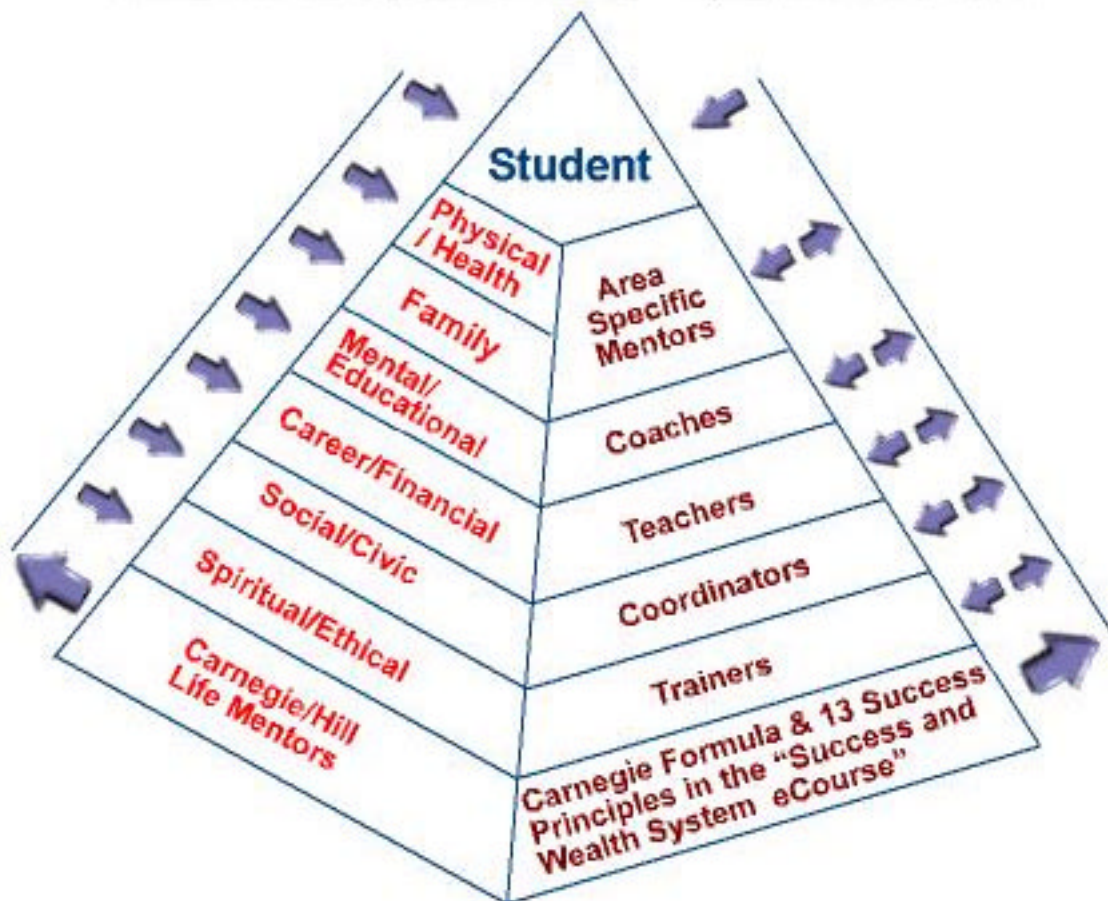 Student
Physical
/ Health
Family
Mental/
Educational
Career/Financial
Social/Civic
Spiritual/Ethical
Carnegie/Hill
Life Mentors
Area
Specific
Mentors
Coaches
Teachers
Coordinators
Trainers
Carnegie Formula & 13 Success
Principles in the “Success and
Wealth System eCourse”